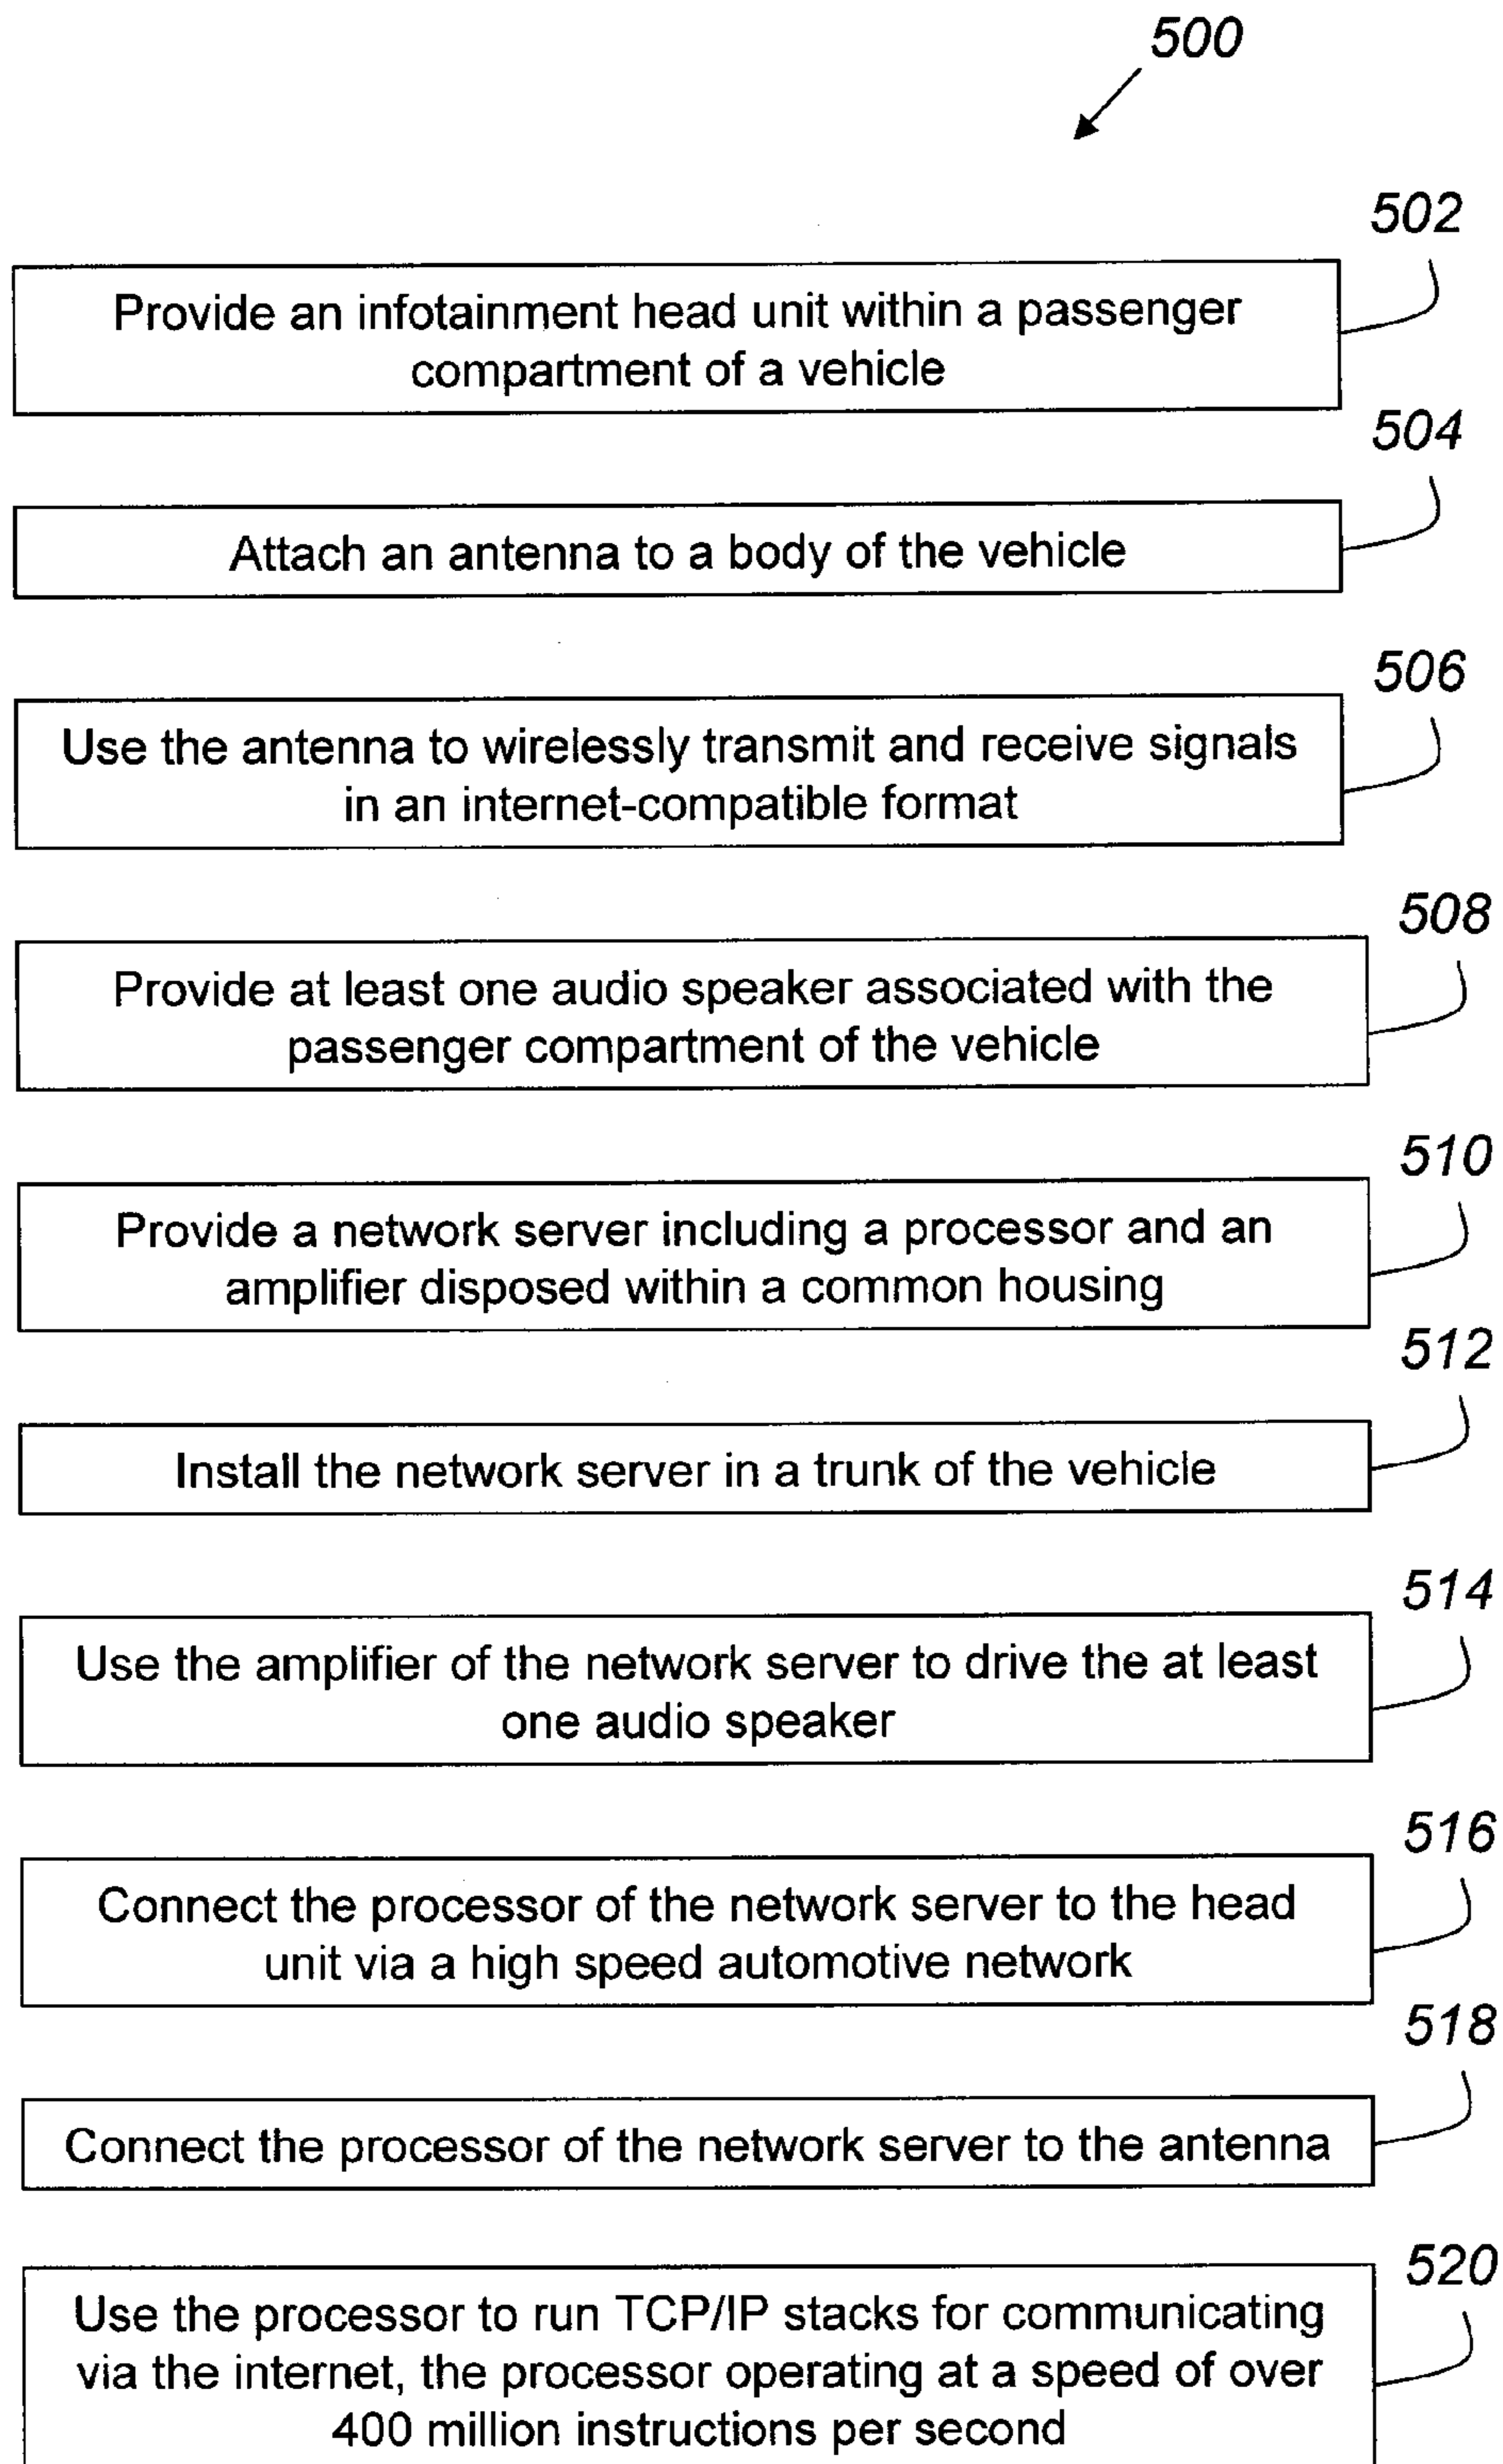 500
502
Provide an infotainment head unit within a passenger
compartment of a vehicle
504
Attach an antenna to a body of the vehicle
506
Use the antenna to wirelessly transmit and receive signals
in an internet-compatible format
508
Provide at least one audio speaker associated with the
passenger compartment of the vehicle
510
Provide a network server including a processor and an
amplifier disposed within a common housing
512
Install the network server in a trunk of the vehicle
514
Use the amplifier of the network server to drive the at least
one audio speaker
516
Connect the processor of the network server to the head
unit via a high speed automotive network
518
Connect the processor of the network server to the antenna
520
Use the processor to run TCP/IP stacks for communicating
via the internet, the processor operating at a speed of over
400 million instructions per second